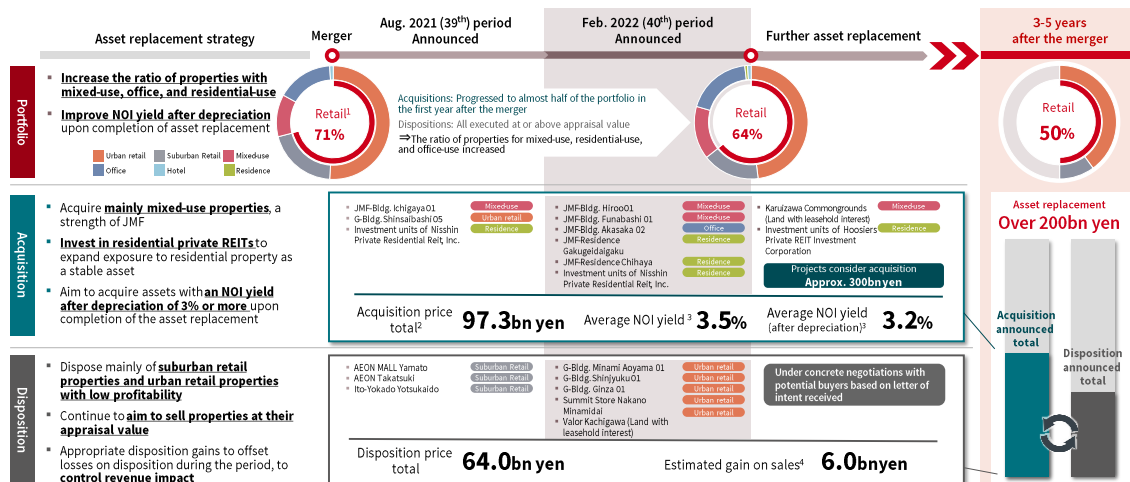 Asset replacement strategy
Merger
Aug. 2021 (39th) period
Announced
Feb. 2022 (40th) period
Announced
Further asset replacement
3-5 years
after the merger
Portfolio
Increase the ratio of properties with
mixed-use, office, and residential-use
Improve NOI yield after depreciation
upon completion of asset replacement
Urban retail
Suburban Retail
Mixed-use
Office
Hotel
Residence
Retail1
71%
Acquisitions: Progressed to almost half of the portfolio in
the first year after the merger
Dispositions: All executed at or above appraisal value
⇒The ratio of properties for mixed-use, residential-use,
and office-use increased
Retail
64%
Retail
50%
Acquisition
Acquire mainly mixed-use properties, a
strength of JMF
Invest in residential private REITs to
expand exposure to residential property as
a stable asset
Aim to acquire assets with an NOI yield
after depreciation of 3% or more upon
completion of the asset replacement
JMF-Bldg. Ichigaya 01
Mixed-use
G-Bldg. Shinsaibashi 05
Urban retail
Investment units of Nisshin
Private Residential Reit, Inc.
Residence
JMF-Bldg. Hiroo01
Mixed-use
JMF-Bldg. Funabashi 01
Mixed-use
JMF-Bldg. Akasaka 02
Office
JMF-Residence
Gakugeidaigaku
Residence
JMF-Residence Chihaya
Residence
Investment units of Nisshin
Private Residential Reit, Inc.
Residence
Karuizawa Commongrounds
(Land with leasehold interest)
Mixed-use
Investment units of Hoosiers
Private REIT Investment
Corporation
Residence
Projects consider acquisition
Approx. 300bn yen
Acquisition price
total2
97.3bn yen
Average NOI yield 3
3.5%
Average NOI yield
(after depreciation)3
3.2%
Asset replacement
Over 200bn yen
Acquisition
announced
total
Disposition
announced
total
Disposition
Dispose mainly of suburban retail
properties and urban retail properties
with low profitability
Continue to aim to sell properties at their
appraisal value
Appropriate disposition gains to offset
losses on disposition during the period, to
control revenue impact
AEON MALL Yamato
Suburban Retail
AEON Takatsuki
Suburban Retail
Ito-Yokado Yotsukaido
Suburban Retail
G-Bldg. Minami Aoyama 01
Urban retail
G-Bldg. Shinjyuku 01
Urban retail
G-Bldg. Ginza 01
Urban retail
Summit Store Nakano
Minamidai
Urban retail
Valor Kachigawa (Land with
leasehold interest)
Urban retail
Under concrete negotiations with
potential buyers based on letter of
intent received
Disposition price
total
64.0bn yen
Estimated gain on sales4
6.0bnyen